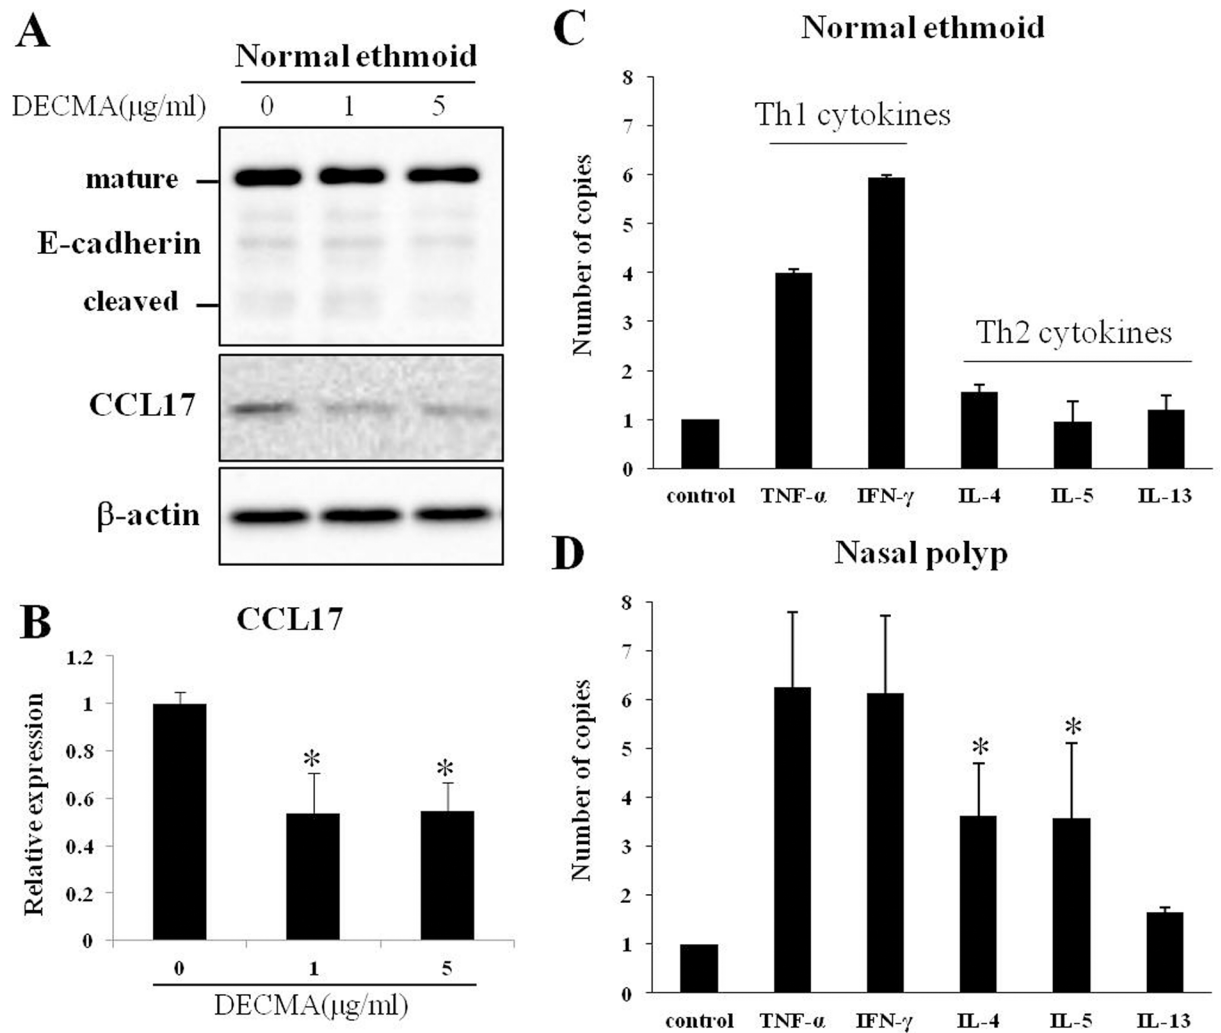 A
Normal ethmoid
DECMA(μg/ml) 0 1 5
mature
E-cadherin
cleaved
CCL17
β-actin
B
CCL17
Relative expression
1.2
1
0.8
0.6
0.4
0.2
0
* *
0 1 5
DECMA(μg/ml)
C
Normal ethmoid
Number of copies
8
7
6
5
4
3
2
1
0
Th1 cytokines
Th2 cytokines
control TNF-α IFN-γ IL-4 IL-5 IL-13
D
Nasal polyp
Number of copies
8
7
6
5
4
3
2
1
0
* *
control TNF-α IFN-γ IL-4 IL-5 IL-13